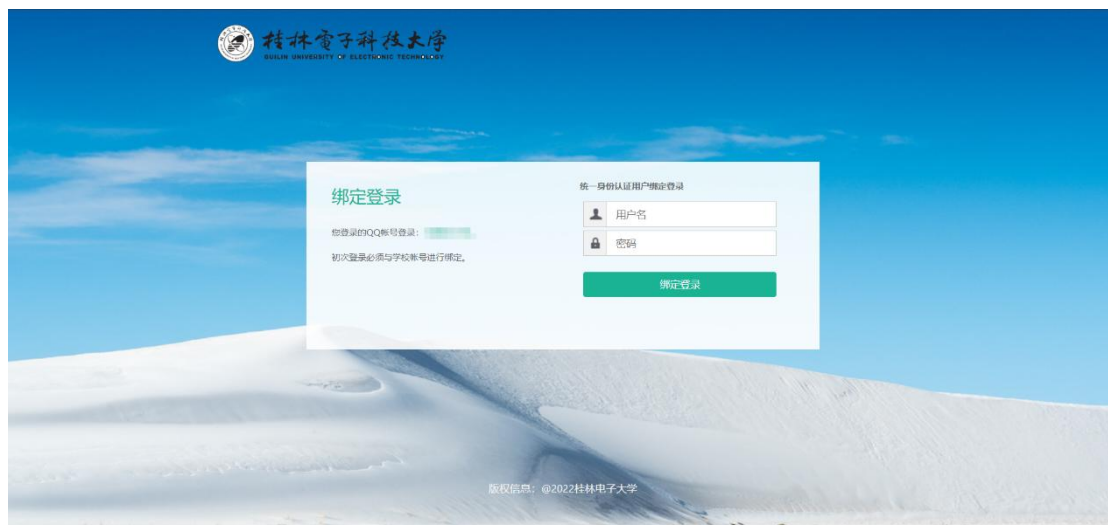 桂林電子科技大学
GUILIN UNIVERSITY OF ELECTRONIC TECHNOLOGY
绑定登录
您登录的QQ帐号登录:
初次登录必须与学校帐号进行绑定。
统一身份认证用户绑定登录
用户名
密码
绑定登录
版权信息: @2022桂林电子大学